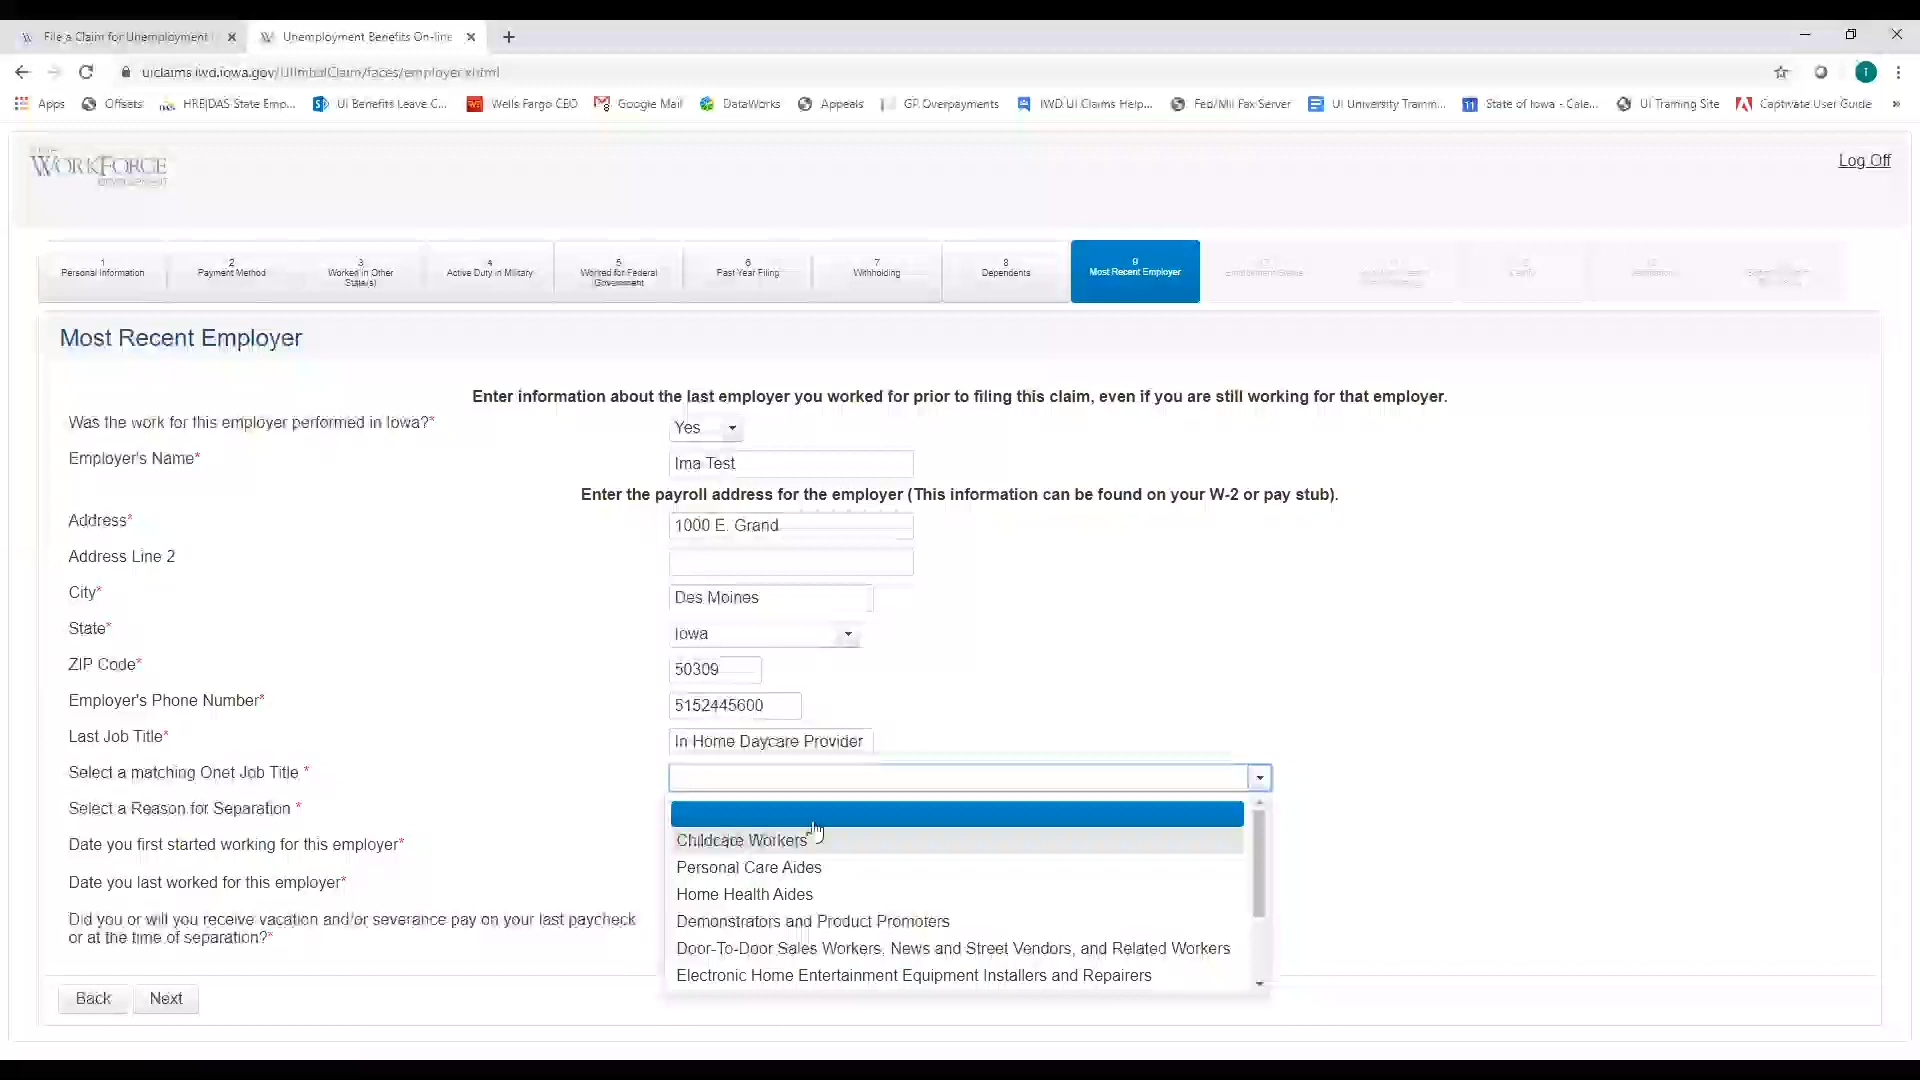 File a Claim for Unemployment
Unemployment Benefits On-line
uiclaims.iwd.iowa.gov/UIInitialClaim/faces/employer.xhtml
Apps
Offsets
HRE|DAS State Emp...
UI Benefits Leave C...
Wells Fargo CEO
Google Mail
DataWorks
Appeals
GP Overpayments
IWD UI Claims Help...
Fed/Mil Fax Server
UI University Trainin...
State of Iowa - Cale...
UI Training Site
Captivate User Guide
»
WORKFORCE
DEVELOPMENT
Log Off
1
Personal Information
2
Payment Method
3
Worked in Other
State(s)
4
Active Duty in Military
5
Worked for Federal
Government
6
Past Year Filing
7
Withholding
8
Dependents
9
Most Recent Employer
Most Recent Employer
Enter information about the last employer you worked for prior to filing this claim, even if you are still working for that employer.
Was the work for this employer performed in Iowa?*
Yes
Employer's Name*
Ima Test
Enter the payroll address for the employer (This information can be found on your W-2 or pay stub).
Address*
1000 E. Grand
Address Line 2
City*
Des Moines
State*
Iowa
ZIP Code*
50309
Employer's Phone Number*
5152445600
Last Job Title*
In Home Daycare Provider
Select a matching Onet Job Title *
Select a Reason for Separation *
Childcare Workers
Date you first started working for this employer*
Personal Care Aides
Date you last worked for this employer*
Home Health Aides
Did you or will you receive vacation and/or severance pay on your last paycheck
or at the time of separation?*
Demonstrators and Product Promoters
Door-To-Door Sales Workers, News and Street Vendors, and Related Workers
Electronic Home Entertainment Equipment Installers and Repairers
Back
Next